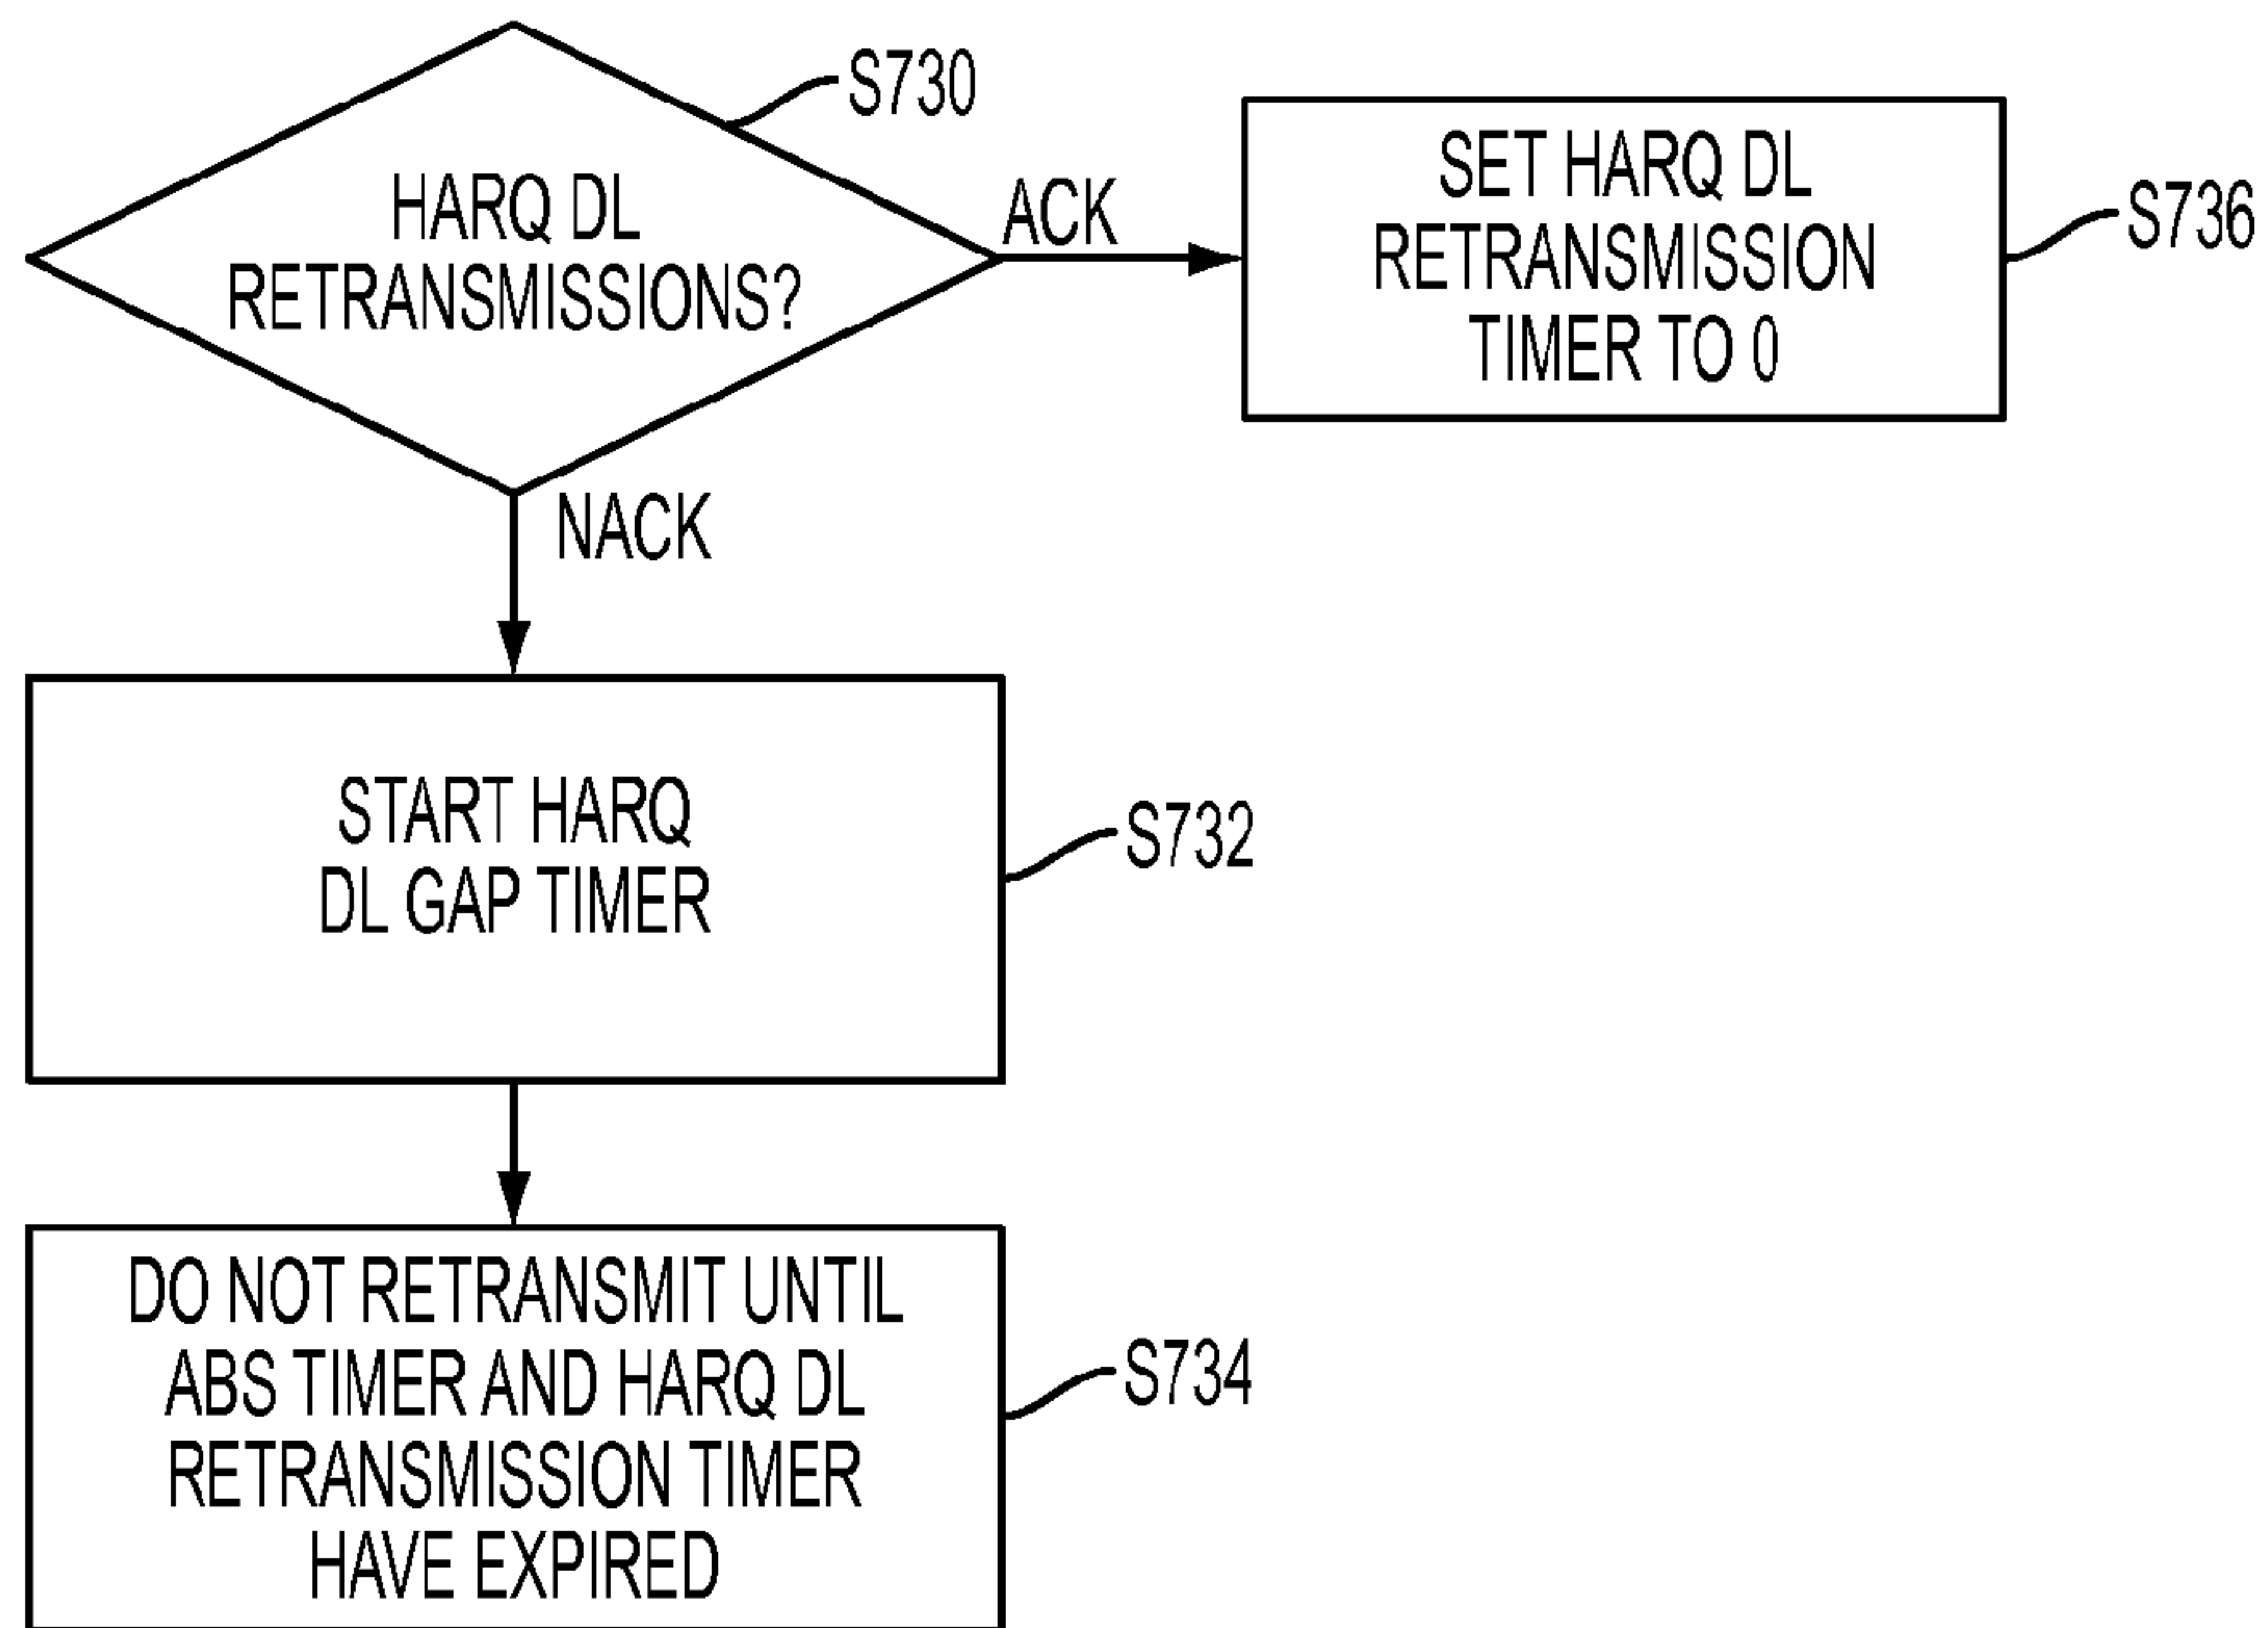 S730
HARQ DL
RETRANSMISSIONS?
ACK
SET HARQ DL
RETRANSMISSION
TIMER TO 0
S736
NACK
START HARQ
DL GAP TIMER
S732
DO NOT RETRANSMIT UNTIL
ABS TIMER AND HARQ DL
RETRANSMISSION TIMER
HAVE EXPIRED
S734